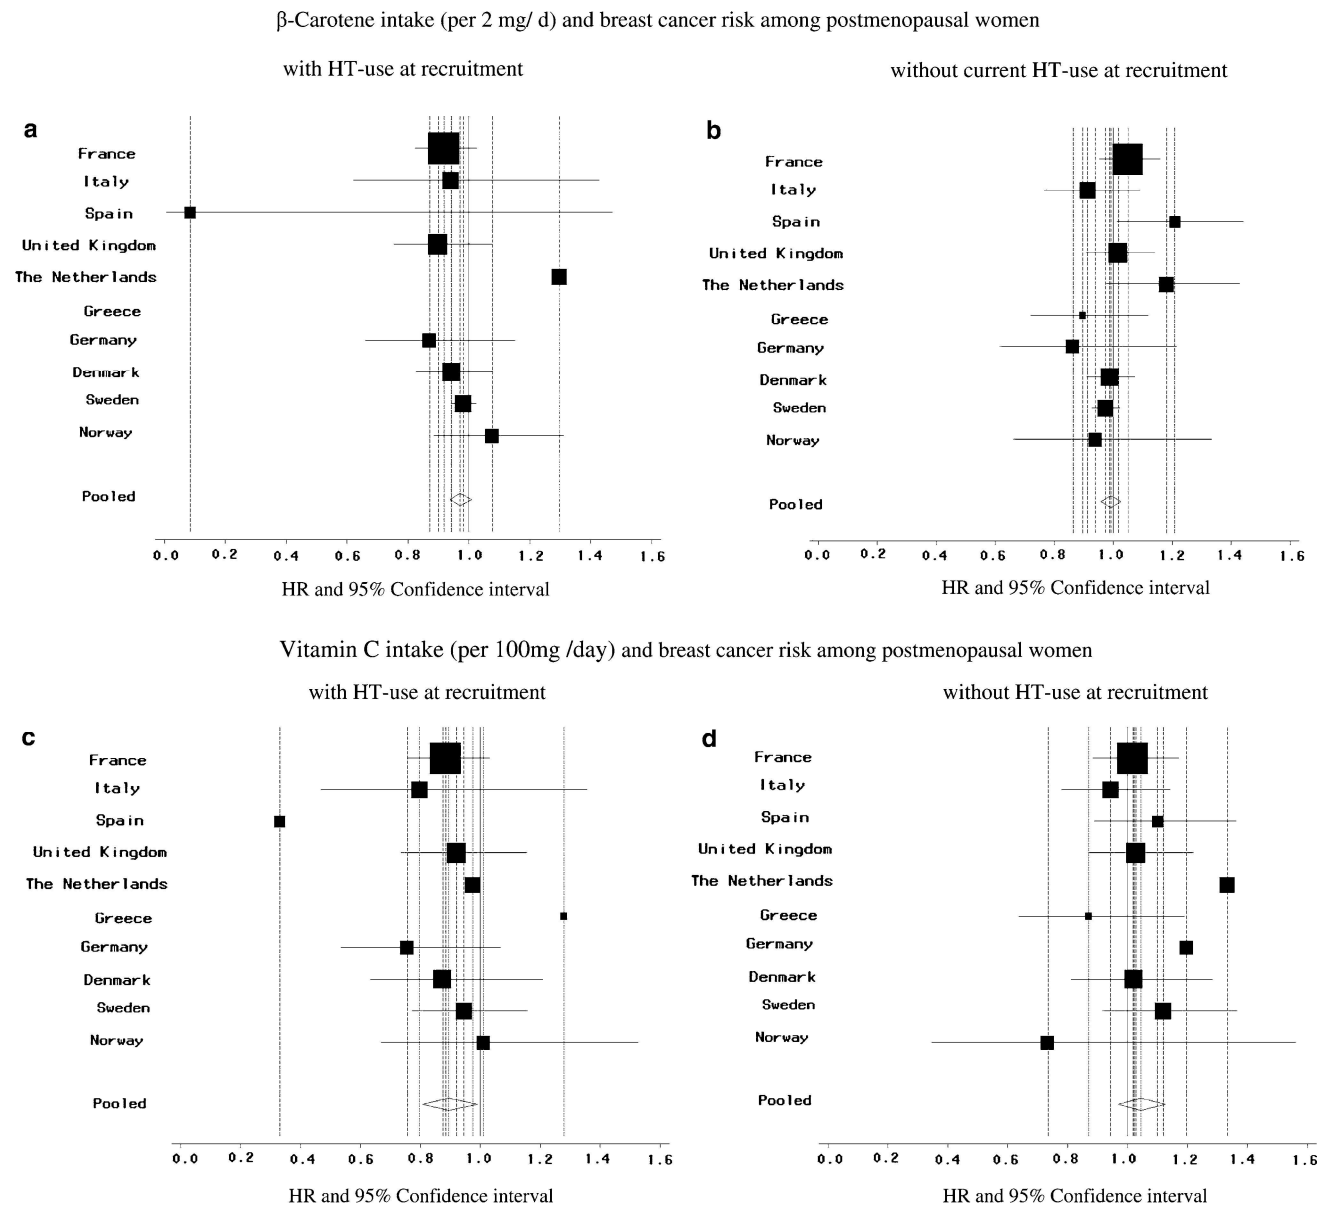 β-Carotene intake (per 2 mg/ d) and breast cancer risk among postmenopausal women
with HT-use at recruitment
without current HT-use at recruitment
a
France
Italy
Spain
United Kingdom
The Netherlands
Greece
Germany
Denmark
Sweden
Norway
Pooled
0.0 0.2 0.4 0.6 0.8 1.0 1.2 1.4 1.6
HR and 95% Confidence interval
b
France
Italy
Spain
United Kingdom
The Netherlands
Greece
Germany
Denmark
Sweden
Norway
Pooled
0.0 0.2 0.4 0.6 0.8 1.0 1.2 1.4 1.6
HR and 95% Confidence interval
Vitamin C intake (per 100mg /day) and breast cancer risk among postmenopausal women
with HT-use at recruitment
without HT-use at recruitment
c
France
Italy
Spain
United Kingdom
The Netherlands
Greece
Germany
Denmark
Sweden
Norway
Pooled
0.0 0.2 0.4 0.6 0.8 1.0 1.2 1.4 1.6
HR and 95% Confidence interval
d
France
Italy
Spain
United Kingdom
The Netherlands
Greece
Germany
Denmark
Sweden
Norway
Pooled
0.0 0.2 0.4 0.6 0.8 1.0 1.2 1.4 1.6
HR and 95% Confidence interval